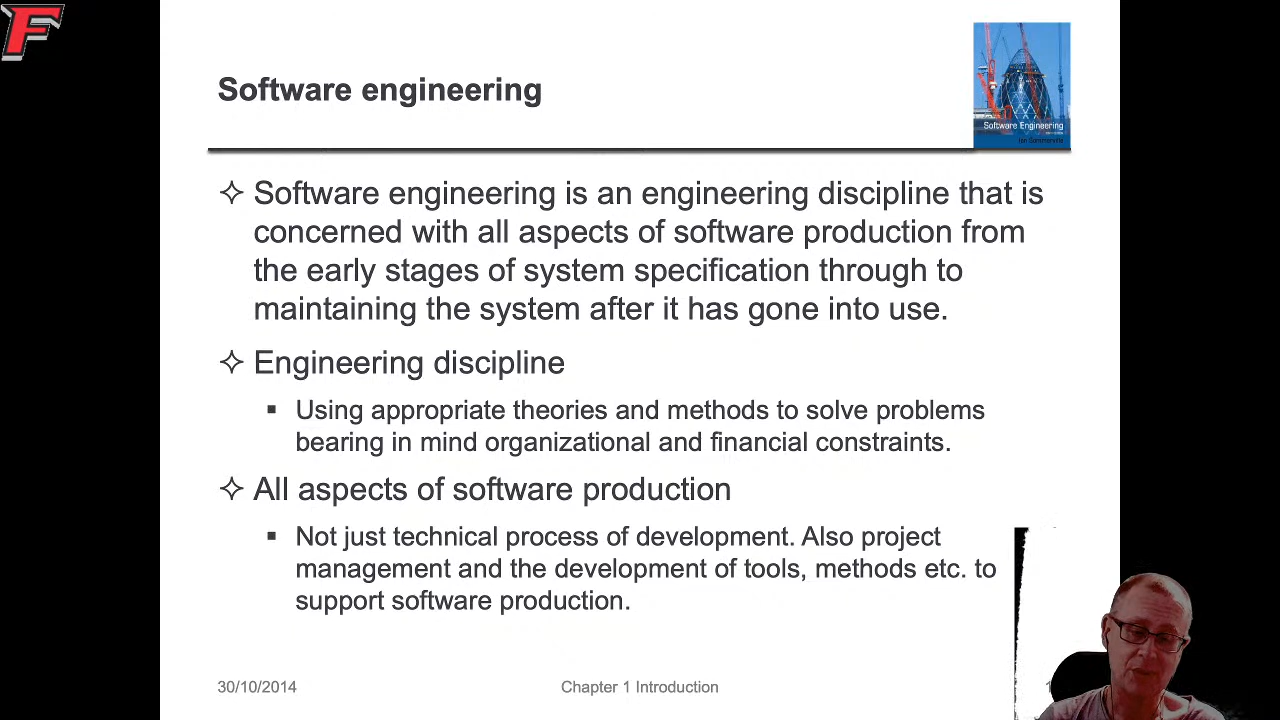 F
Software engineering
Software Engineering
Ian Sommerville
✧ Software engineering is an engineering discipline that is
concerned with all aspects of software production from
the early stages of system specification through to
maintaining the system after it has gone into use.
✧ Engineering discipline
▪ Using appropriate theories and methods to solve problems
bearing in mind organizational and financial constraints.
✧ All aspects of software production
▪ Not just technical process of development. Also project
management and the development of tools, methods etc. to
support software production.
30/10/2014
Chapter 1 Introduction